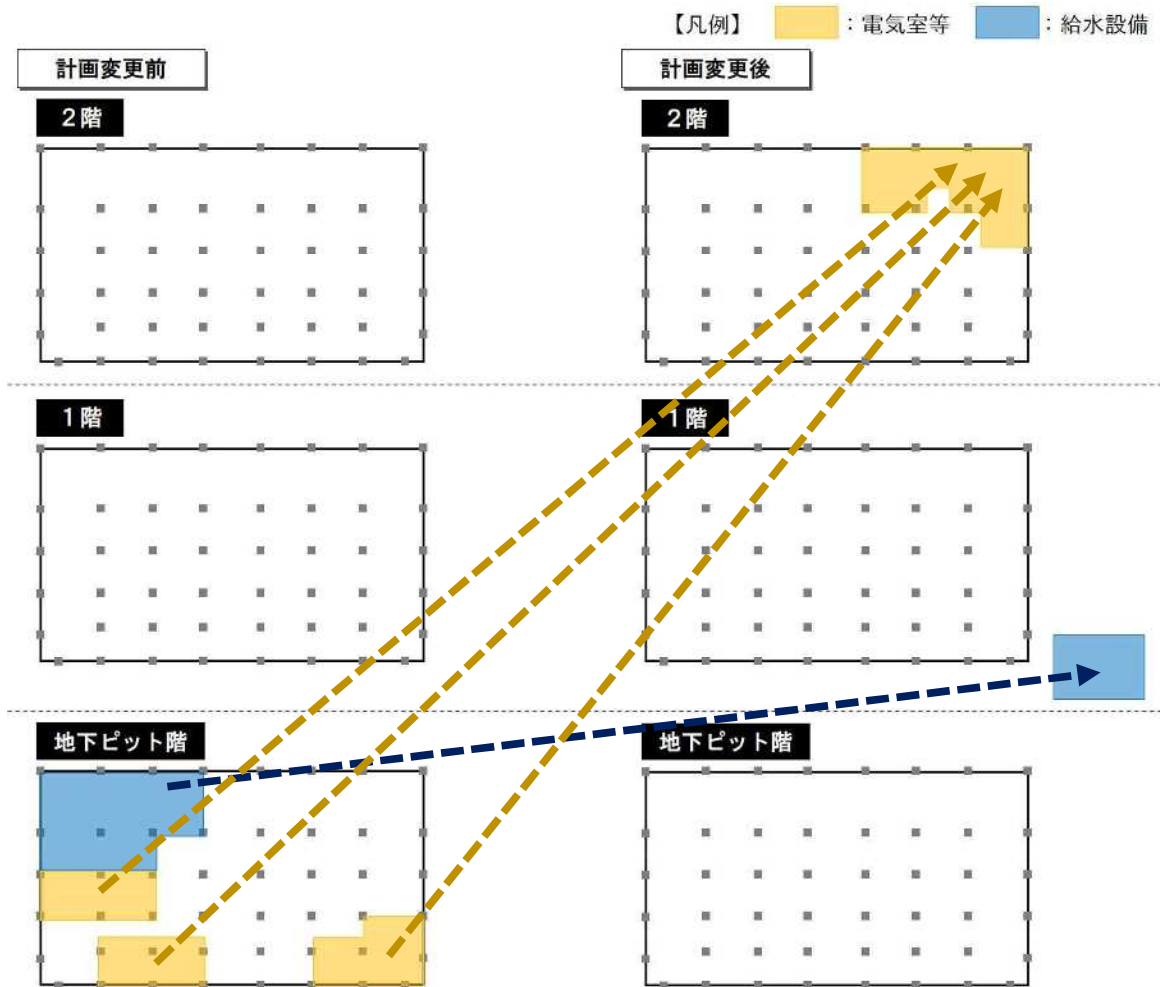 【凡例】 ：電気室等 ：給水設備
計画変更前 計画変更後
２階 ２階
１階 １階
地下ピット階 地下ピット階